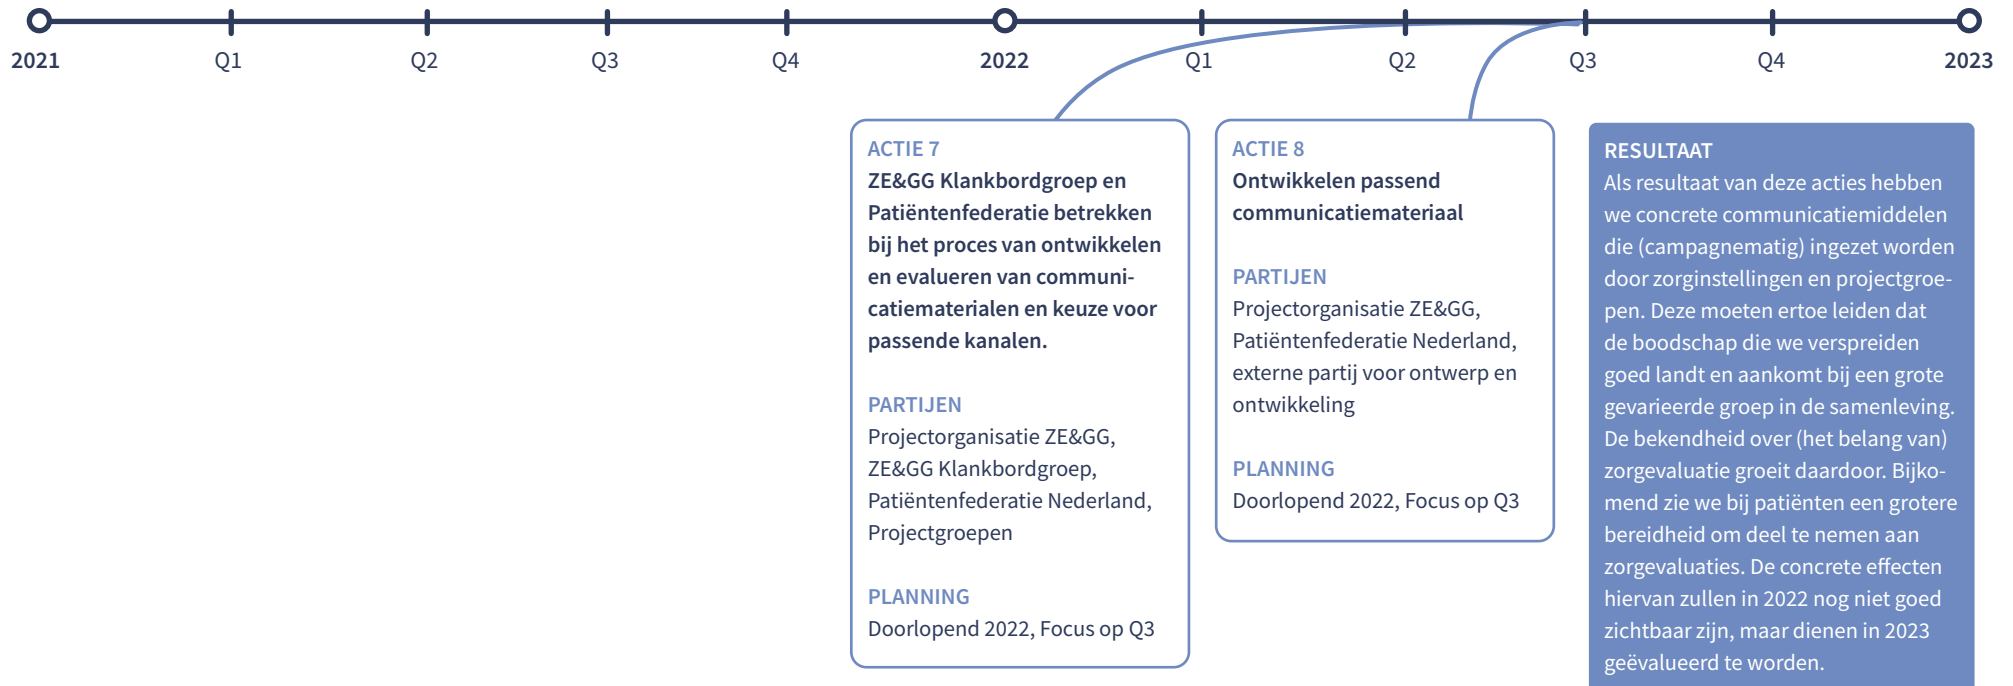 2021
Q1
Q2
Q3
Q4
2022
Q1
Q2
Q3
Q4
2023
ACTIE 7
ZE&GG Klankbordgroep en
Patiëntenfederatie betrekken
bij het proces van ontwikkelen
en evalueren van communi-
catiematerialen en keuze voor
passende kanalen.
PARTIJEN
Projectorganisatie ZE&GG,
ZE&GG Klankbordgroep,
Patiëntenfederatie Nederland,
Projectgroepen
PLANNING
Doorlopend 2022, Focus op Q3
ACTIE 8
Ontwikkelen passend
communicatiemateriaal
PARTIJEN
Projectorganisatie ZE&GG,
Patiëntenfederatie Nederland,
externe partij voor ontwerp en
ontwikkeling
PLANNING
Doorlopend 2022, Focus op Q3
RESULTAAT
Als resultaat van deze acties hebben
we concrete communicatiemiddelen
die (campagnematig) ingezet worden
door zorginstellingen en projectgroe-
pen. Deze moeten ertoe leiden dat
de boodschap die we verspreiden
goed landt en aankomt bij een grote
gevarieerde groep in de samenleving.
De bekendheid over (het belang van)
zorgevaluatie groeit daardoor. Bijko-
mend zie we bij patiënten een grotere
bereidheid om deel te nemen aan
zorgevaluaties. De concrete effecten
hiervan zullen in 2022 nog niet goed
zichtbaar zijn, maar dienen in 2023
geëvalueerd te worden.